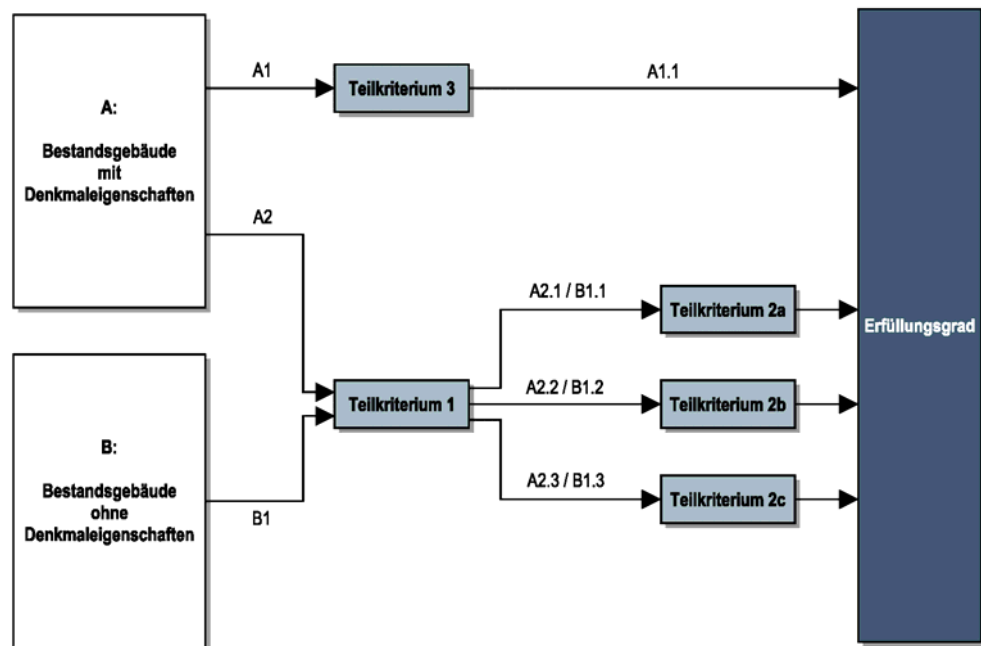 A:
Bestandsgebäude
mit
Denkmaleigenschaften
A1
Teilkriterium 3
A1.1
A2
B:
Bestandsgebäude
ohne
Denkmaleigenschaften
B1
Teilkriterium 1
A2.1 / B1.1
Teilkriterium 2a
A2.2 / B1.2
Teilkriterium 2b
A2.3 / B1.3
Teilkriterium 2c
Erfüllungsgrad